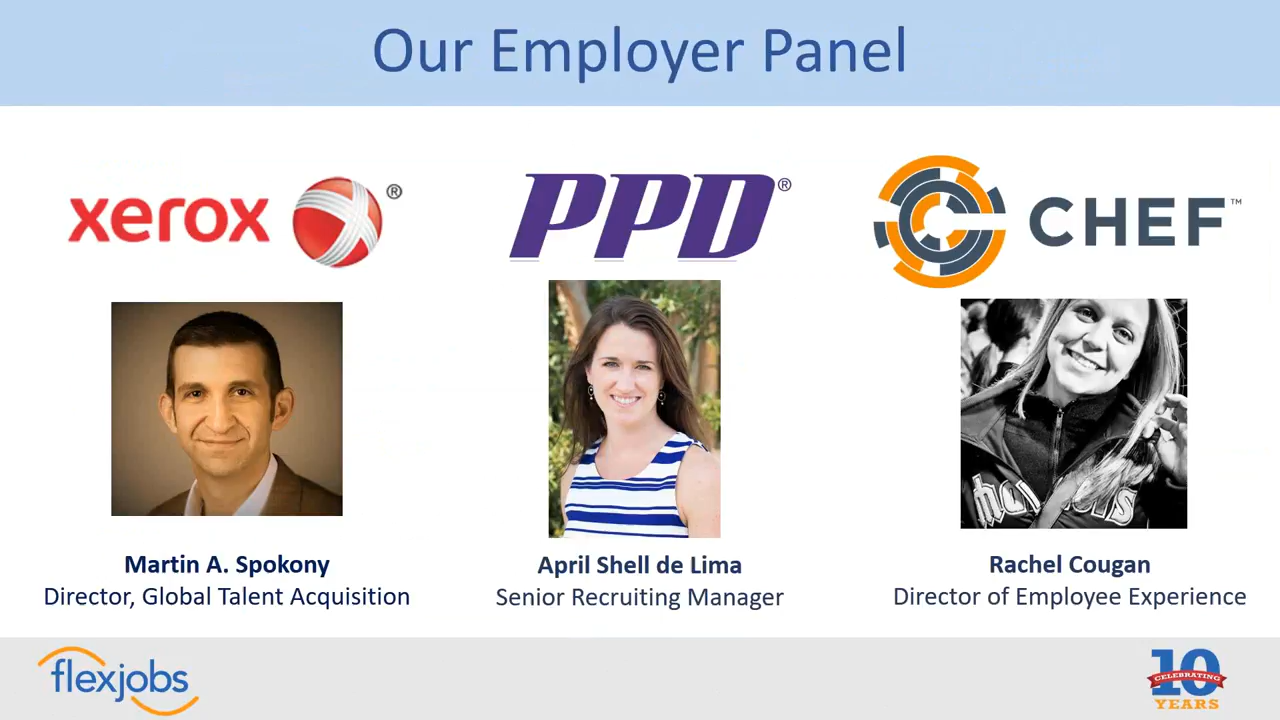 Our Employer Panel
xerox ®
PPD®
CHEF™
Martin A. Spokony
Director, Global Talent Acquisition
April Shell de Lima
Senior Recruiting Manager
Rachel Cougan
Director of Employee Experience
flexjobs
10
CELEBRATING
YEARS